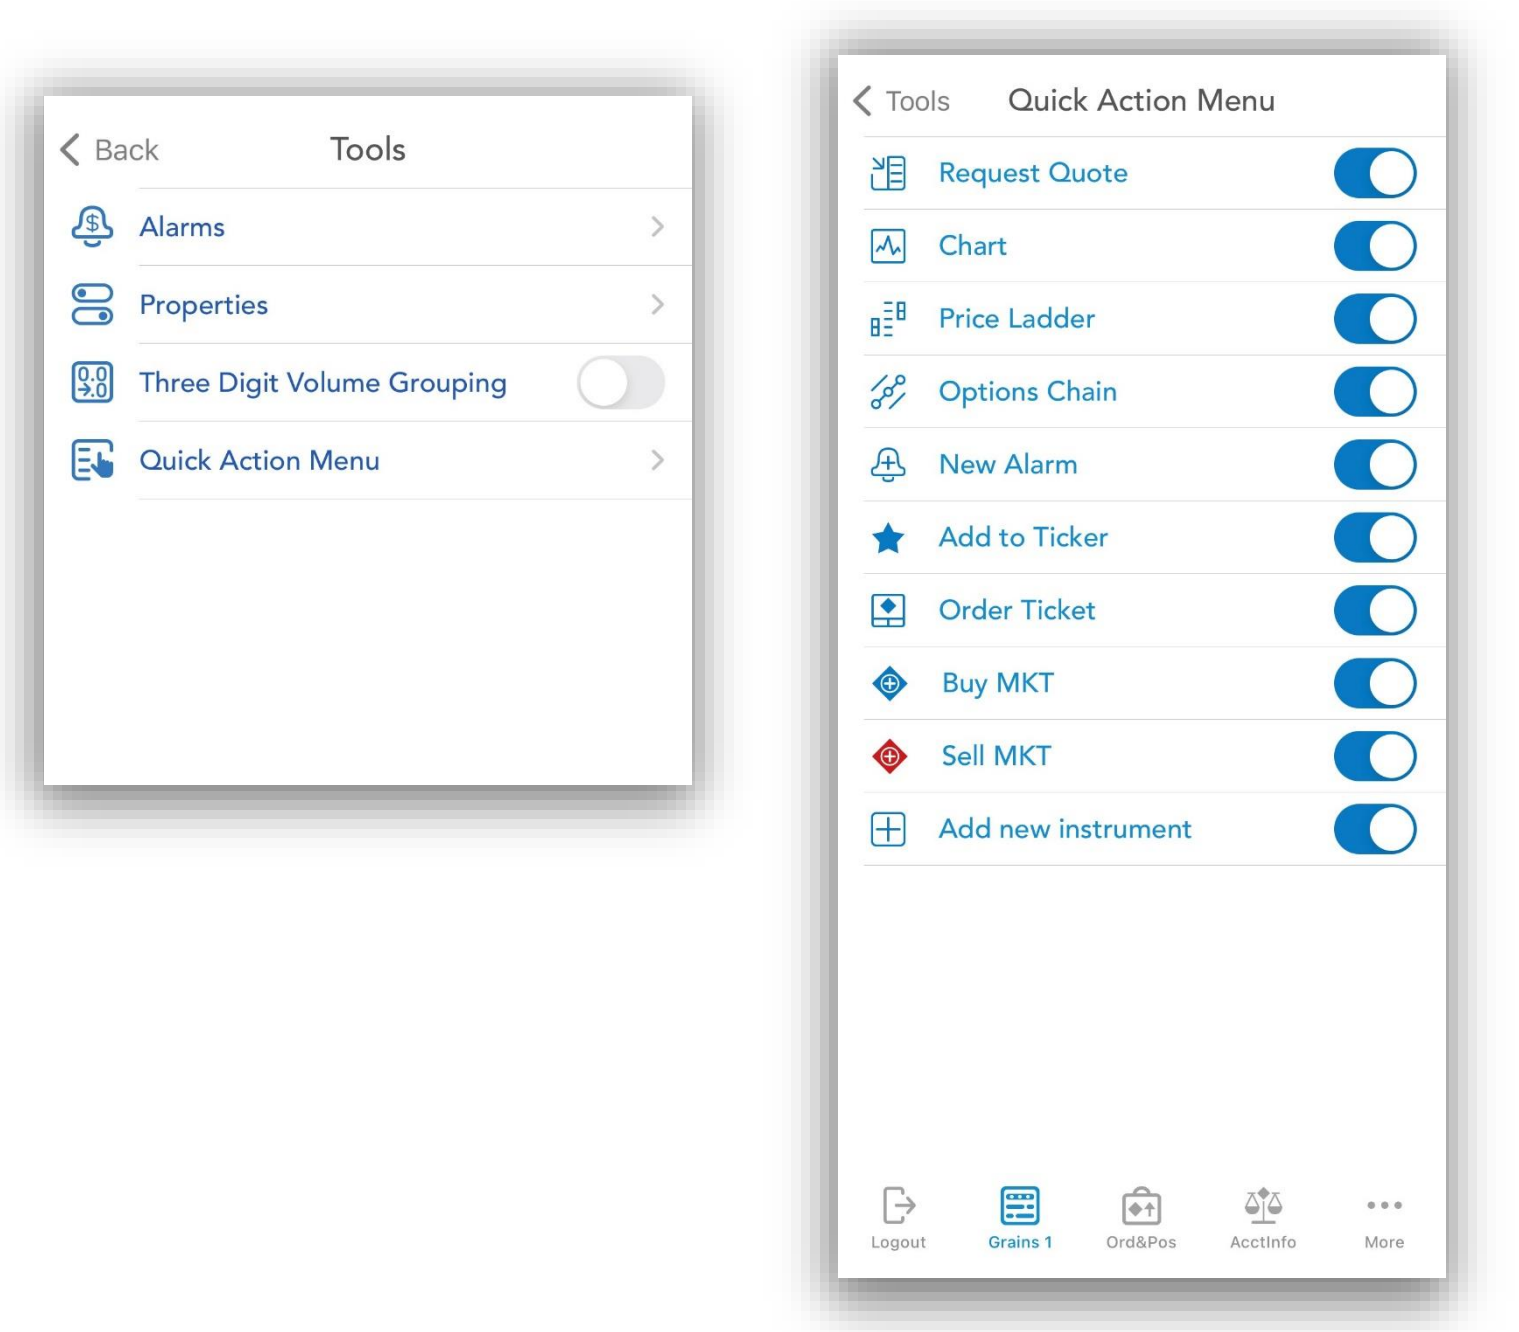 Back
Tools
Alarms
Properties
Three Digit Volume Grouping
Quick Action Menu
Tools
Quick Action Menu
Request Quote
Chart
Price Ladder
Options Chain
New Alarm
Add to Ticker
Order Ticket
Buy MKT
Sell MKT
Add new instrument
Logout
Grains 1
Ord&Pos
AcctInfo
More